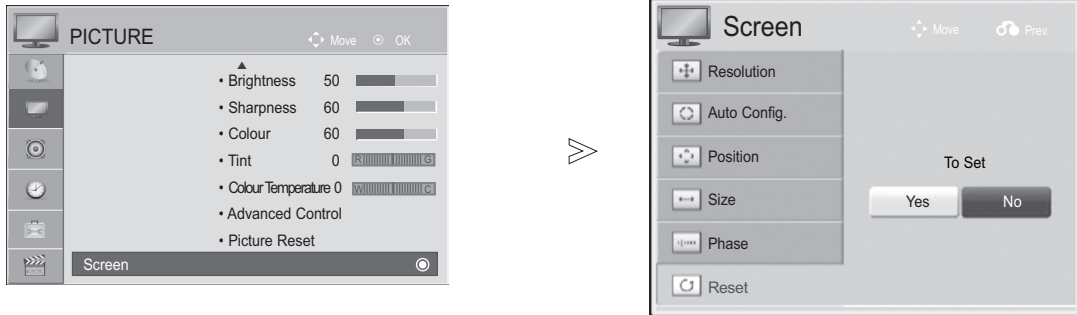 PICTURE Move OK
• Brightness 50
• Sharpness 60
• Colour 60
• Tint 0 R G
• Colour Temperature 0 W C
• Advanced Control
• Picture Reset
Screen
Screen Move Prev.
Resolution
Auto Config.
Position
Size
Phase
Reset
To Set
Yes No